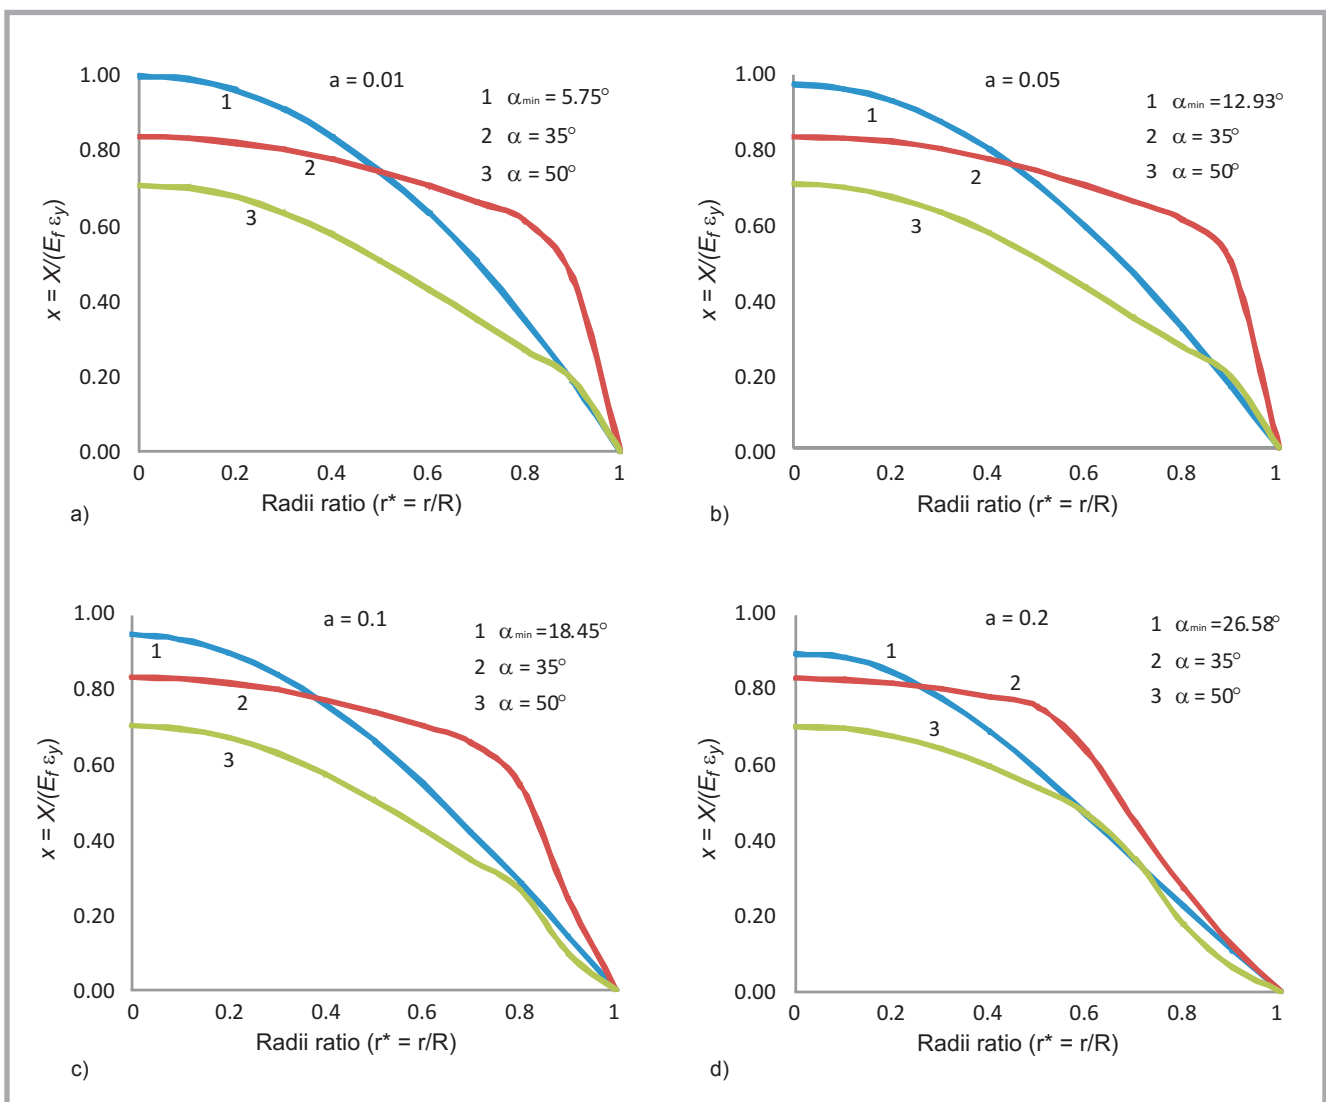 a = 0.01
1 αmin = 5.75°
2 α = 35°
3 α = 50°
1.00
0.80
0.60
0.40
0.20
0.00
x = X/(Ef εy)
1
2
3
0 0.2 0.4 0.6 0.8 1
Radii ratio (r* = r/R)
a)
a = 0.05
1 αmin =12.93°
2 α = 35°
3 α = 50°
1.00
0.80
0.60
0.40
0.20
0.00
x = X/(Ef εy)
1
2
3
0 0.2 0.4 0.6 0.8 1
Radii ratio (r* = r/R)
b)
a = 0.1
1 αmin =18.45°
2 α = 35°
3 α = 50°
1.00
0.80
0.60
0.40
0.20
0.00
x = X/(Ef εy)
1
2
3
0 0.2 0.4 0.6 0.8 1
Radii ratio (r* = r/R)
c)
a = 0.2
1 αmin =26.58°
2 α = 35°
3 α = 50°
1.00
0.80
0.60
0.40
0.20
0.00
x = X/(Ef εy)
1
2
3
0 0.2 0.4 0.6 0.8 1
Radii ratio (r* = r/R)
d)